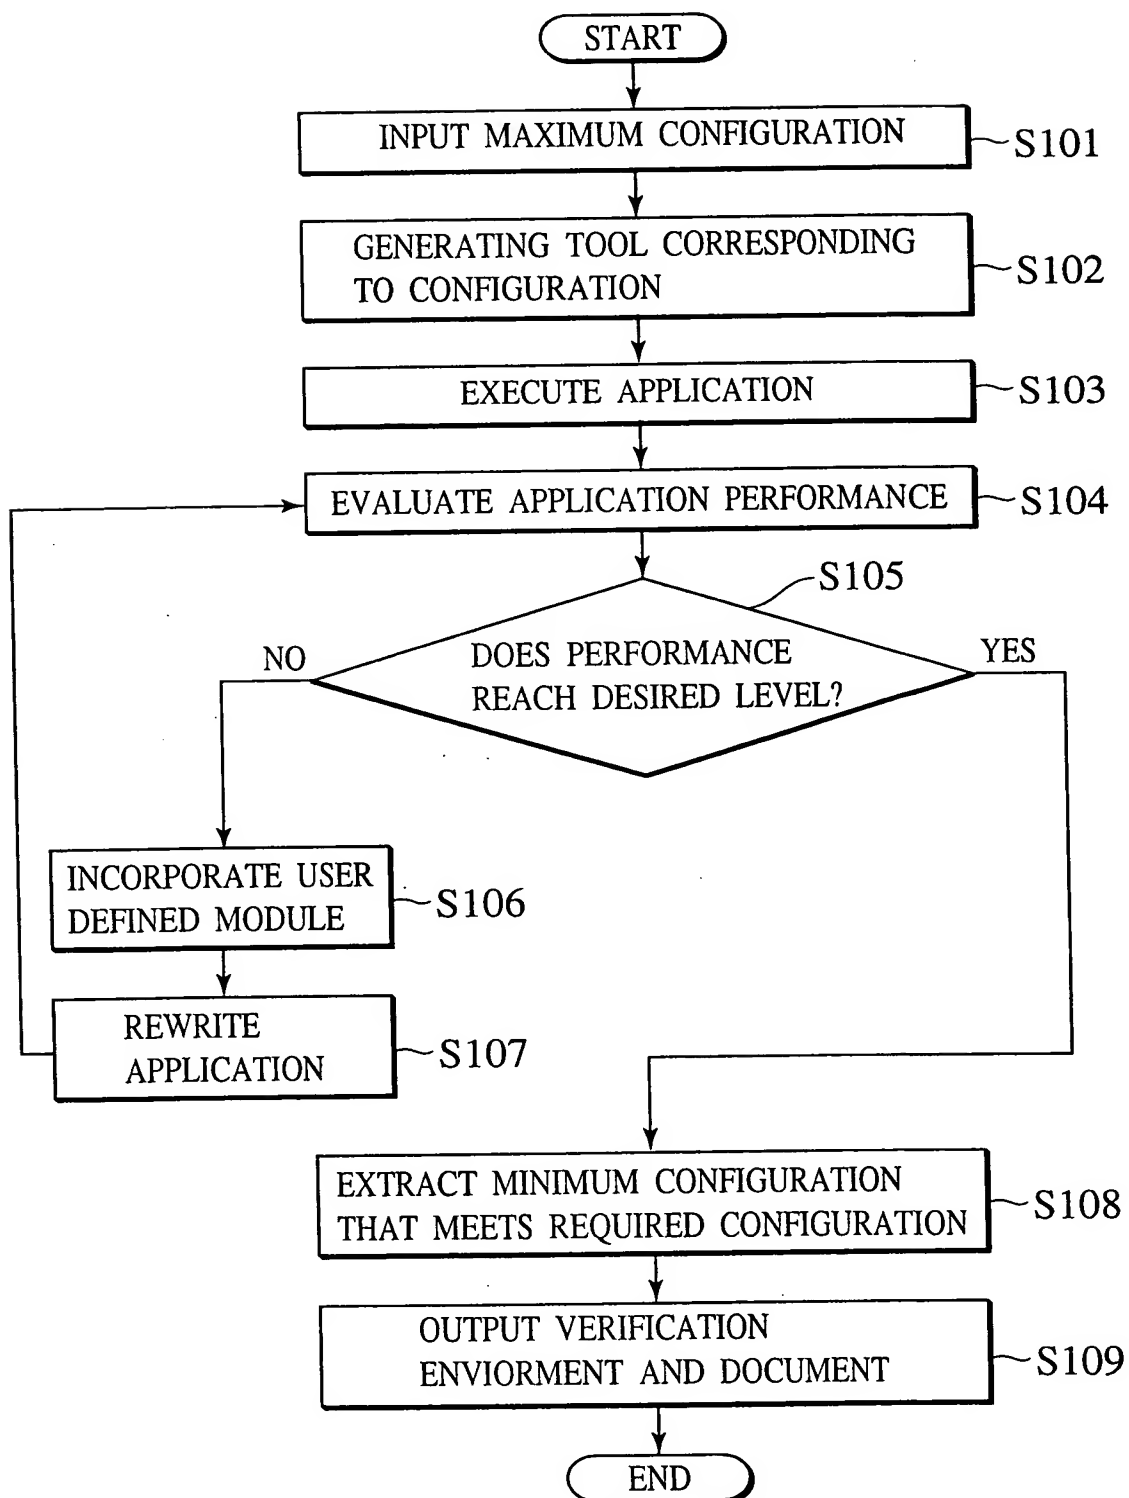 START
INPUT MAXIMUM CONFIGURATION
S101
GENERATING TOOL CORRESPONDING
TO CONFIGURATION
S102
EXECUTE APPLICATION
S103
EVALUATE APPLICATION PERFORMANCE
S104
S105
NO
DOES PERFORMANCE
REACH DESIRED LEVEL?
YES
INCORPORATE USER
DEFINED MODULE
S106
REWRITE
APPLICATION
S107
EXTRACT MINIMUM CONFIGURATION
THAT MEETS REQUIRED CONFIGURATION
S108
OUTPUT VERIFICATION
ENVIORMENT AND DOCUMENT
S109
END